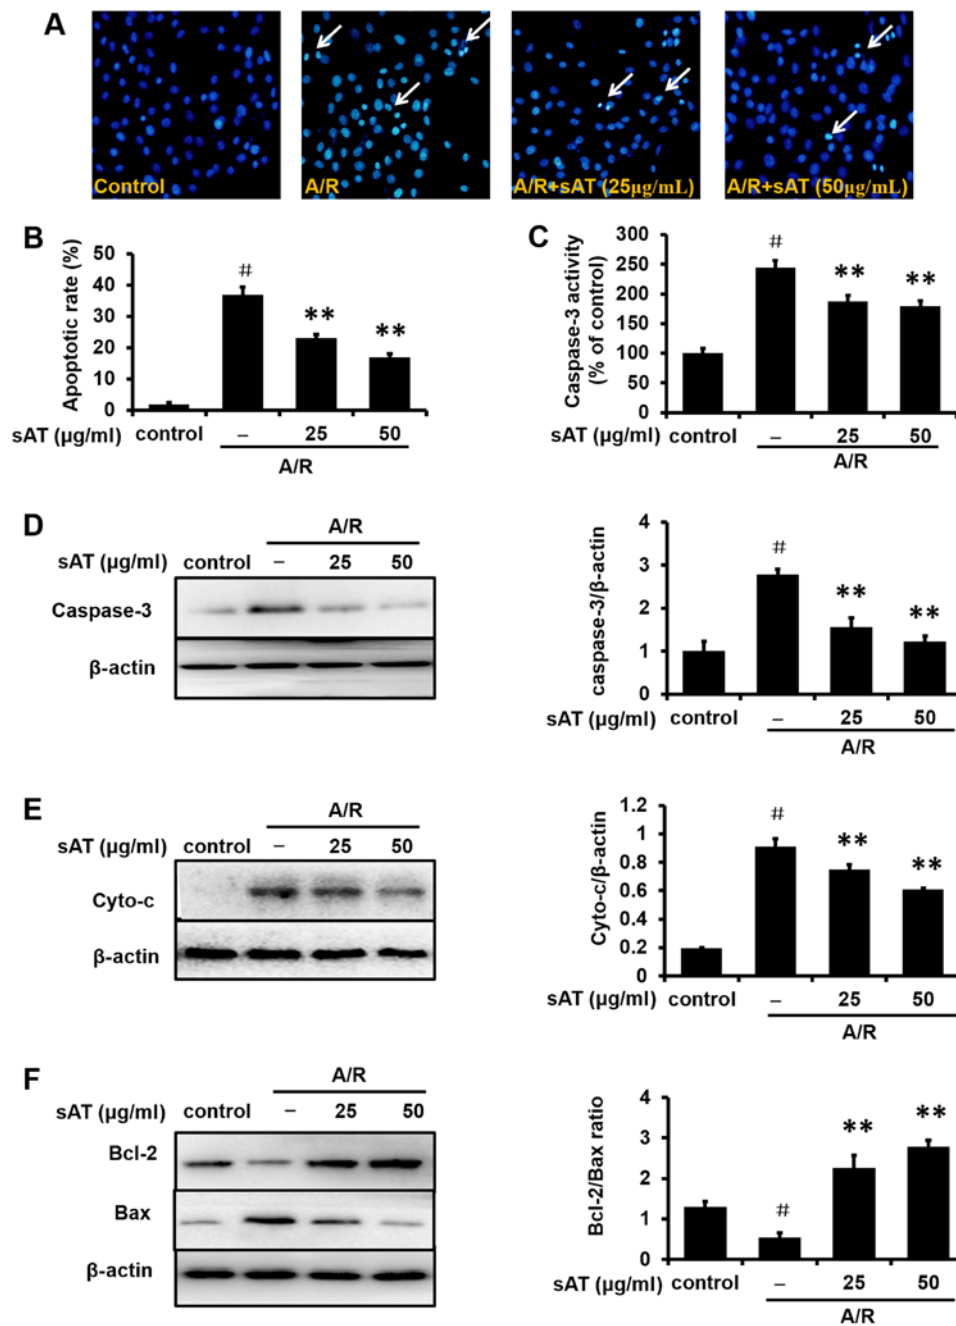 A
Control
A/R
A/R+sAT (25µg/mL)
A/R+sAT (50µg/mL)
B
Apoptotic rate (%)
50
40
30
20
10
0
#
**
**
sAT (µg/ml) control – 25 50
A/R
C
Caspase-3 activity
(% of control)
300
250
200
150
100
50
0
#
**
**
control – 25 50
A/R
D
A/R
sAT (µg/ml) control – 25 50
Caspase-3
β-actin
caspase-3/β-actin
4
3
2
1
0
#
**
**
sAT (µg/ml) control – 25 50
A/R
E
A/R
sAT (µg/ml) control – 25 50
Cyto-c
β-actin
Cyto-c/β-actin
1.2
1
0.8
0.6
0.4
0.2
0
#
**
**
sAT (µg/ml) control – 25 50
A/R
F
A/R
sAT (µg/ml) control – 25 50
Bcl-2
Bax
β-actin
Bcl-2/Bax ratio
4
3
2
1
0
#
**
**
sAT (µg/ml) control – 25 50
A/R